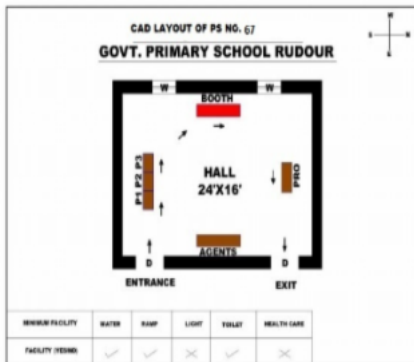 CAD LAYOUT OF PS NO. 67
GOVT. PRIMARY SCHOOL RUDOUR
W W
BOOTH
P1 P2 P3
HALL
24'X16'
PRO
AGENTS
D D
ENTRANCE
EXIT
MINIMUM FACILITY WATER RAMP LIGHT TOILET HEALTH CARE
FACILITY (YES/NO)